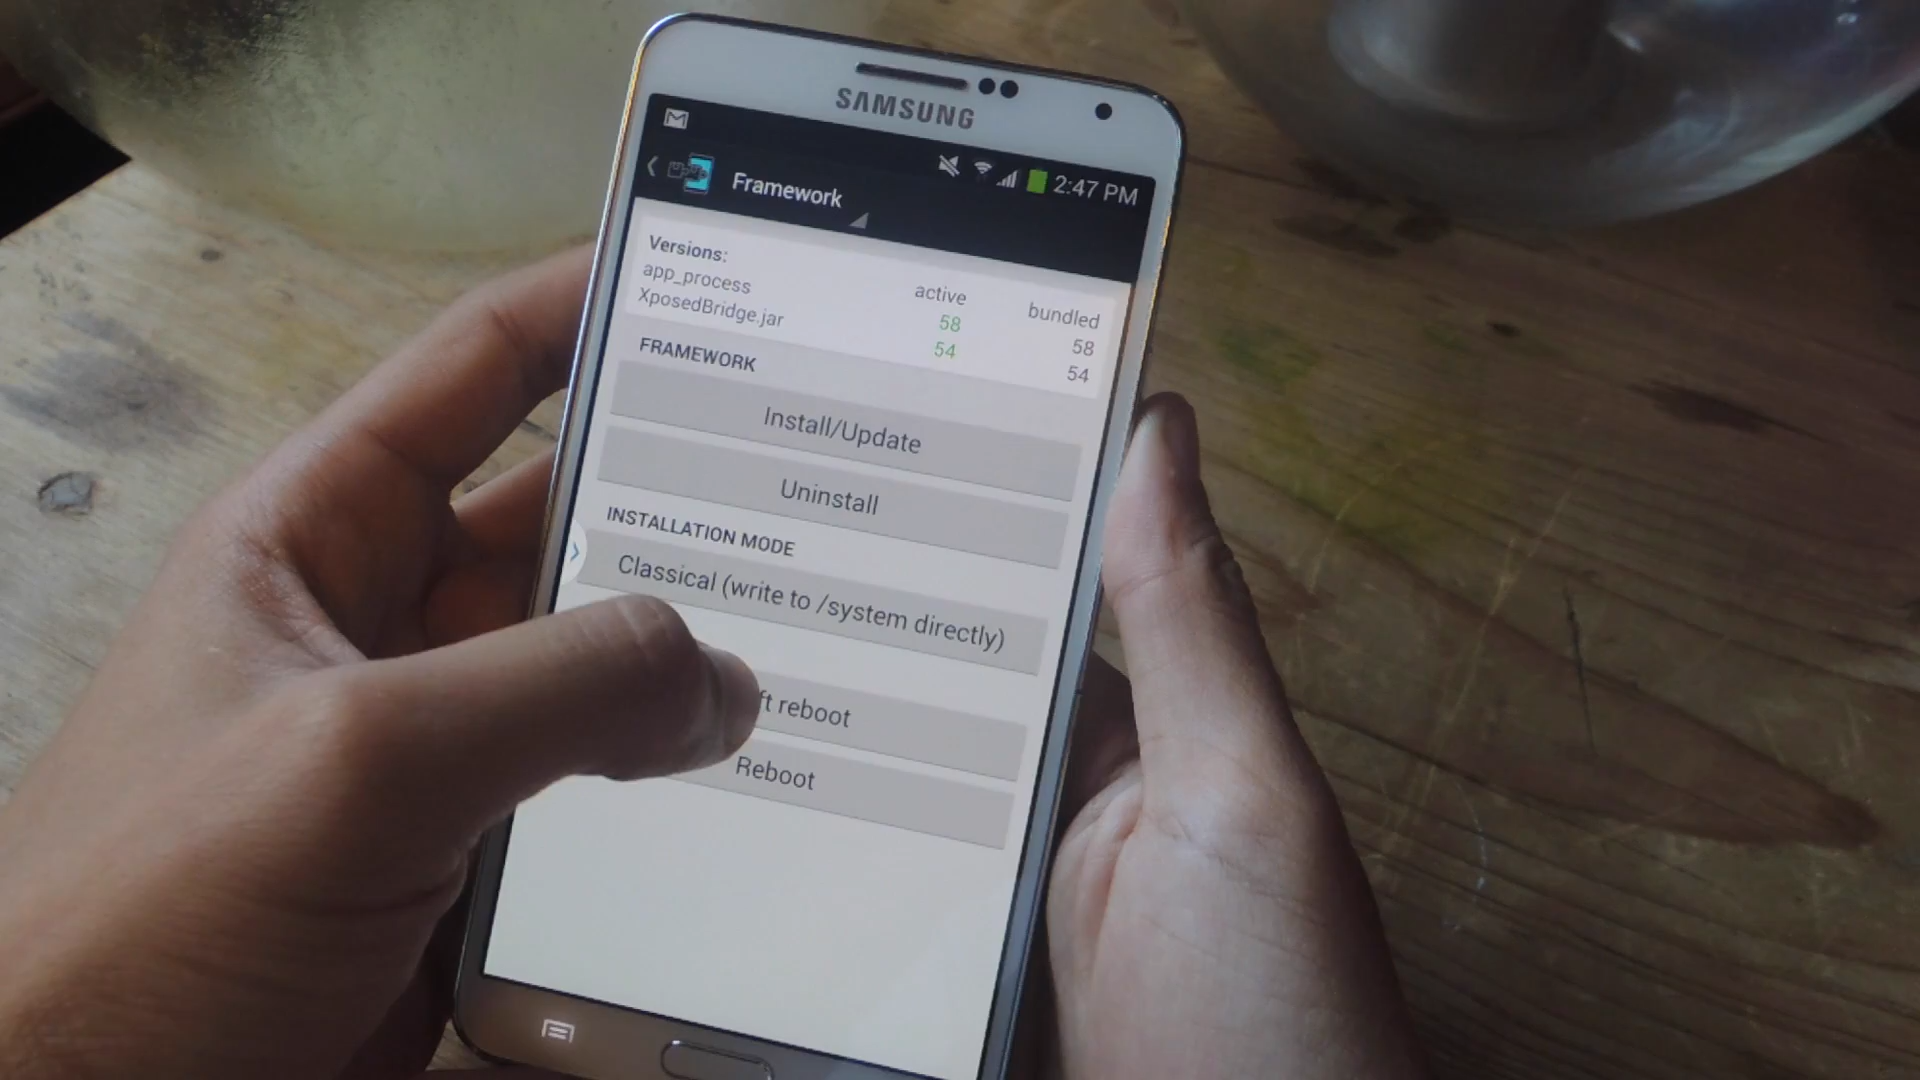 SAMSUNG
2:47 PM
Framework
Versions:
active bundled
app_process 58 58
XposedBridge.jar 54 54
FRAMEWORK
Install/Update
Uninstall
INSTALLATION MODE
Classical (write to /system directly)
reboot
Reboot